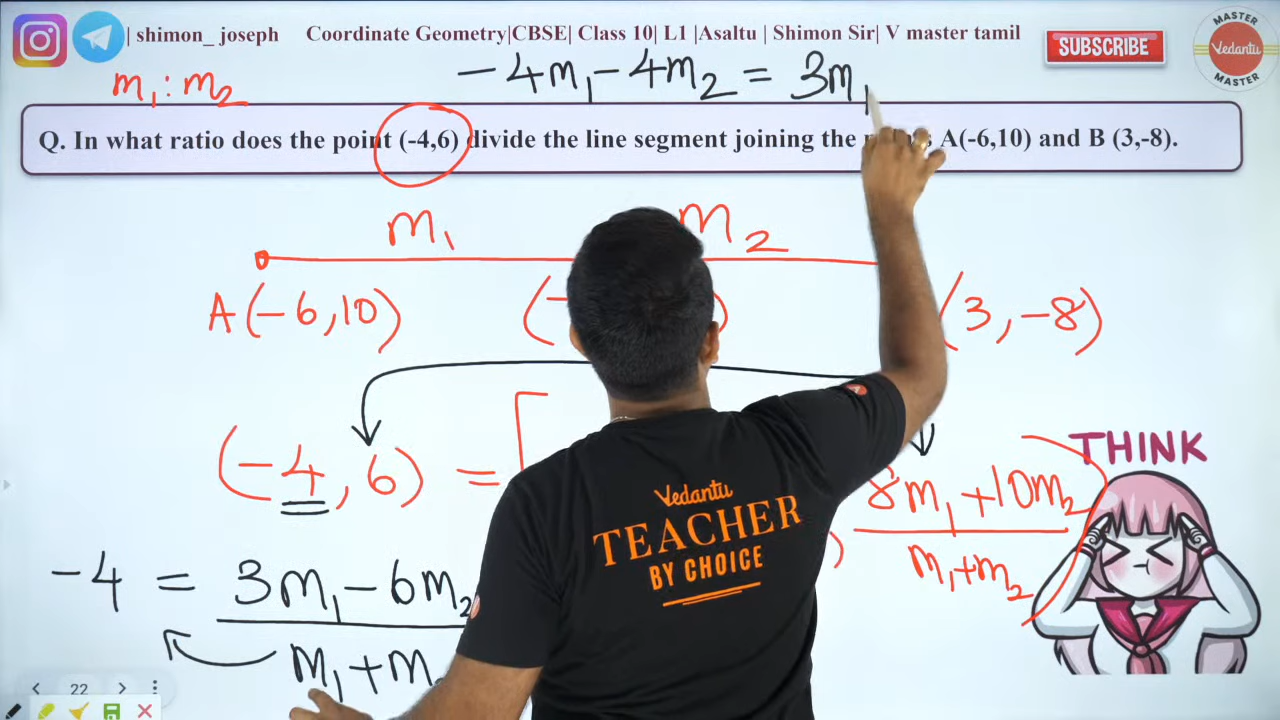 | shimon_ joseph Coordinate Geometry|CBSE| Class 10| L1 |Asaltu | Shimon Sir| V master tamil
SUBSCRIBE
MASTER
Vedantu
MASTER
m₁ : m₂
-4m₁ - 4m₂ = 3m₁
Q. In what ratio does the point (-4,6) divide the line segment joining the A(-6,10) and B (3,-8).
m₁ m₂
A(-6,10) (- ) (3,-8)
(-4,6) = [ 8m₁ + 10m₂
m₁+m₂ )
THINK
-4 = 3m₁ - 6m₂
m₁ + m
Vedantu
TEACHER
BY CHOICE
22